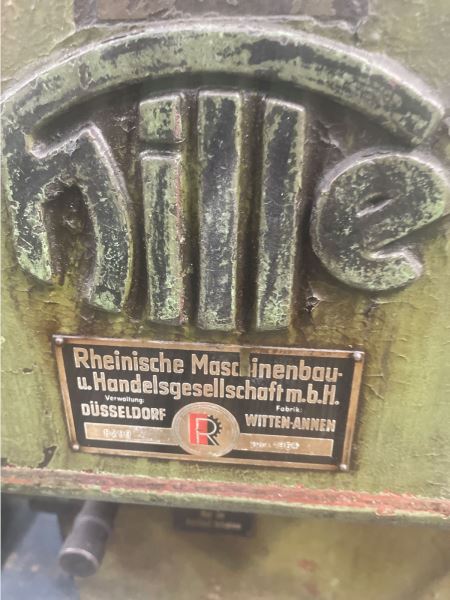 hille
Rheinische Maschinenbau-
u. Handelsgesellschaft m.b.H.
Verwaltung: Fabrik:
DÜSSELDORF WITTEN-ANNEN
R